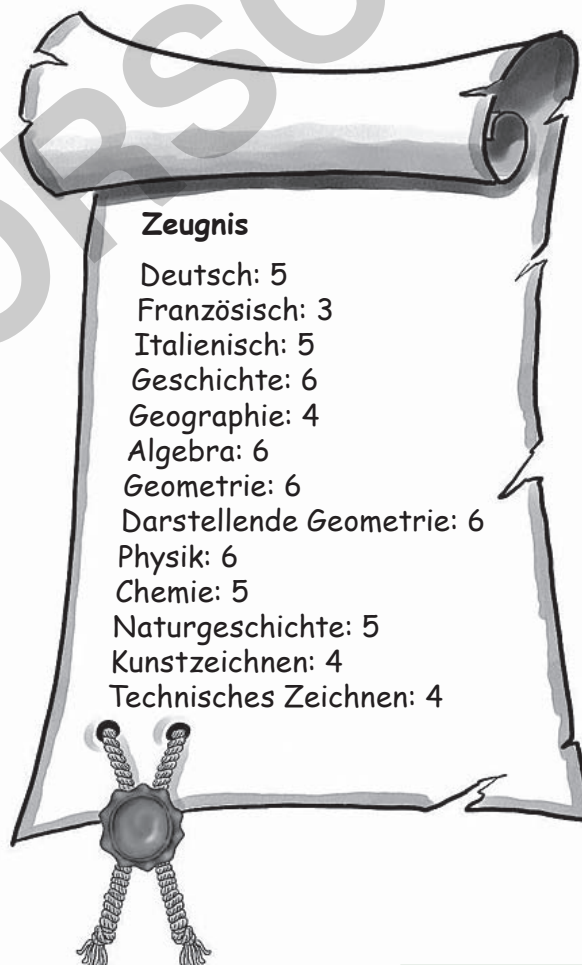 Zeugnis
Deutsch: 5
Französisch: 3
Italienisch: 5
Geschichte: 6
Geographie: 4
Algebra: 6
Geometrie: 6
Darstellende Geometrie: 6
Physik: 6
Chemie: 5
Naturgeschichte: 5
Kunstzeichnen: 4
Technisches Zeichnen: 4